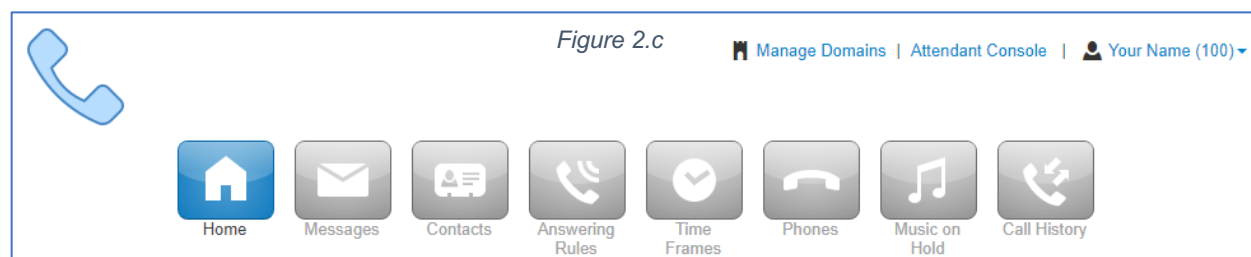 Figure 2.c
Manage Domains | Attendant Console | Your Name (100)
Home
Messages
Contacts
Answering
Rules
Time
Frames
Phones
Music on
Hold
Call History